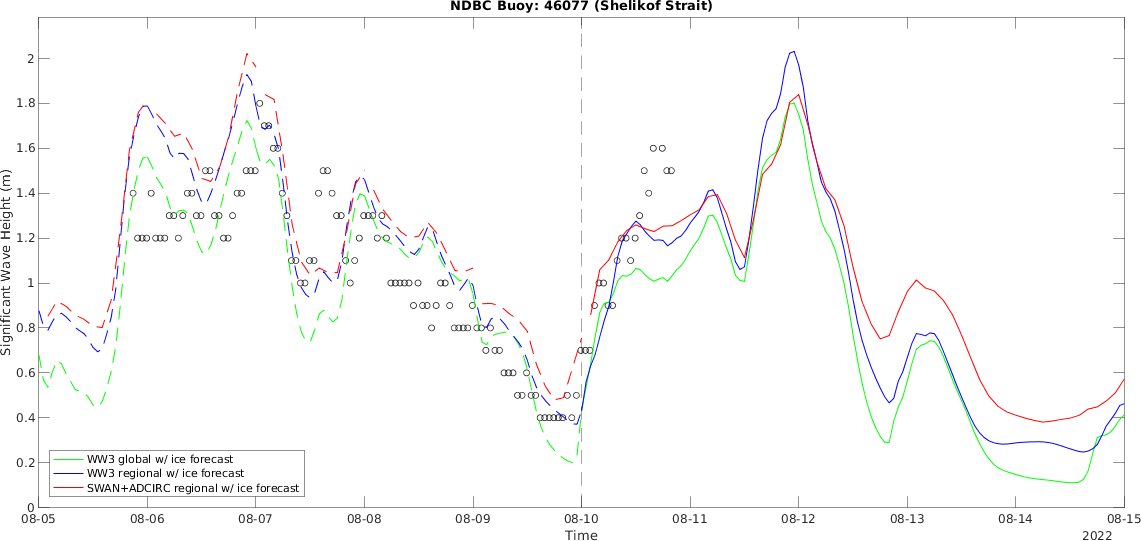 NDBC Buoy: 46077 (Shelikof Strait)
Significant Wave Height (m)
2
1.8
1.6
1.4
1.2
1
0.8
0.6
0.4
0.2
0
WW3 global w/ ice forecast
WW3 regional w/ ice forecast
SWAN+ADCIRC regional w/ ice forecast
08-05 08-06 08-07 08-08 08-09 08-10 08-11 08-12 08-13 08-14 08-15
Time
2022